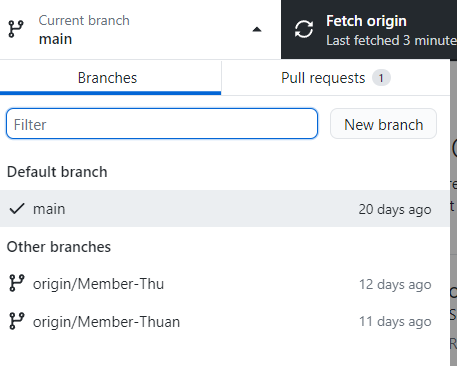 Current branch
main
Fetch origin
Last fetched 3 minute
Branches
Pull requests 1
Filter
New branch
Default branch
main 20 days ago
Other branches
origin/Member-Thu 12 days ago
origin/Member-Thuan 11 days ago